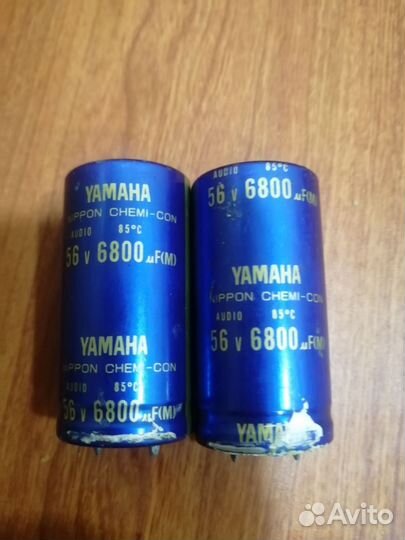 YAMAHA
NIPPON CHEMI-CON
AUDIO 85°C
56 V 6800 µF(M)
YAMAHA
NIPPON CHEMI-CON
AUDIO 85°C
56 V 6800 µF(M)
AUDIO 85°C
56 V 6800 µF(M)
YAMAHA
NIPPON CHEMI-CON
AUDIO 85°C
56 V 6800 µF(M)
YAMAHA
Avito